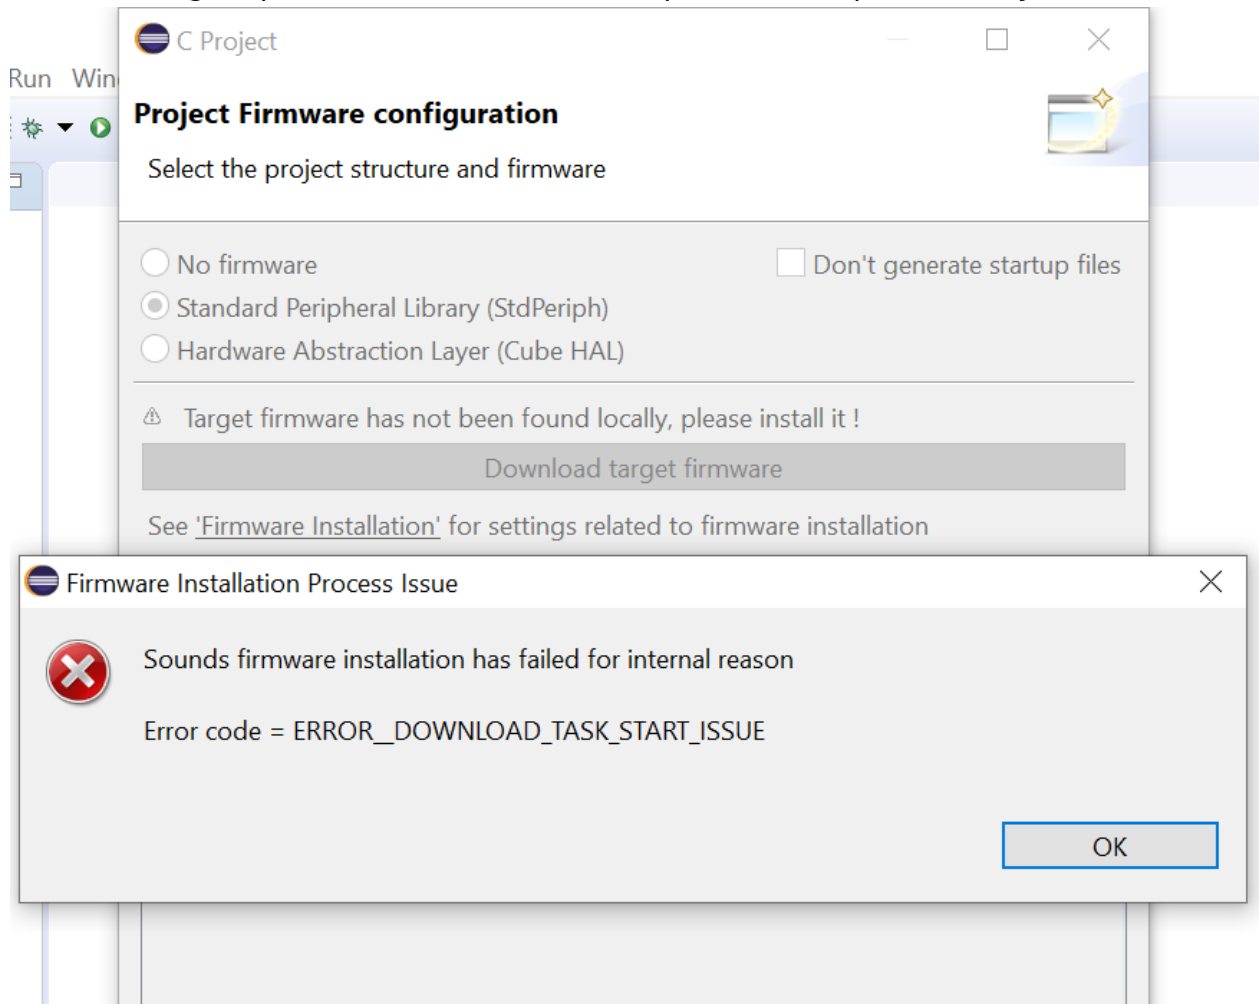 C Project
Run Win
Project Firmware configuration
Select the project structure and firmware
No firmware
Don't generate startup files
Standard Peripheral Library (StdPeriph)
Hardware Abstraction Layer (Cube HAL)
Target firmware has not been found locally, please install it !
Download target firmware
See 'Firmware Installation' for settings related to firmware installation
Firmware Installation Process Issue
Sounds firmware installation has failed for internal reason
Error code = ERROR__DOWNLOAD_TASK_START_ISSUE
OK